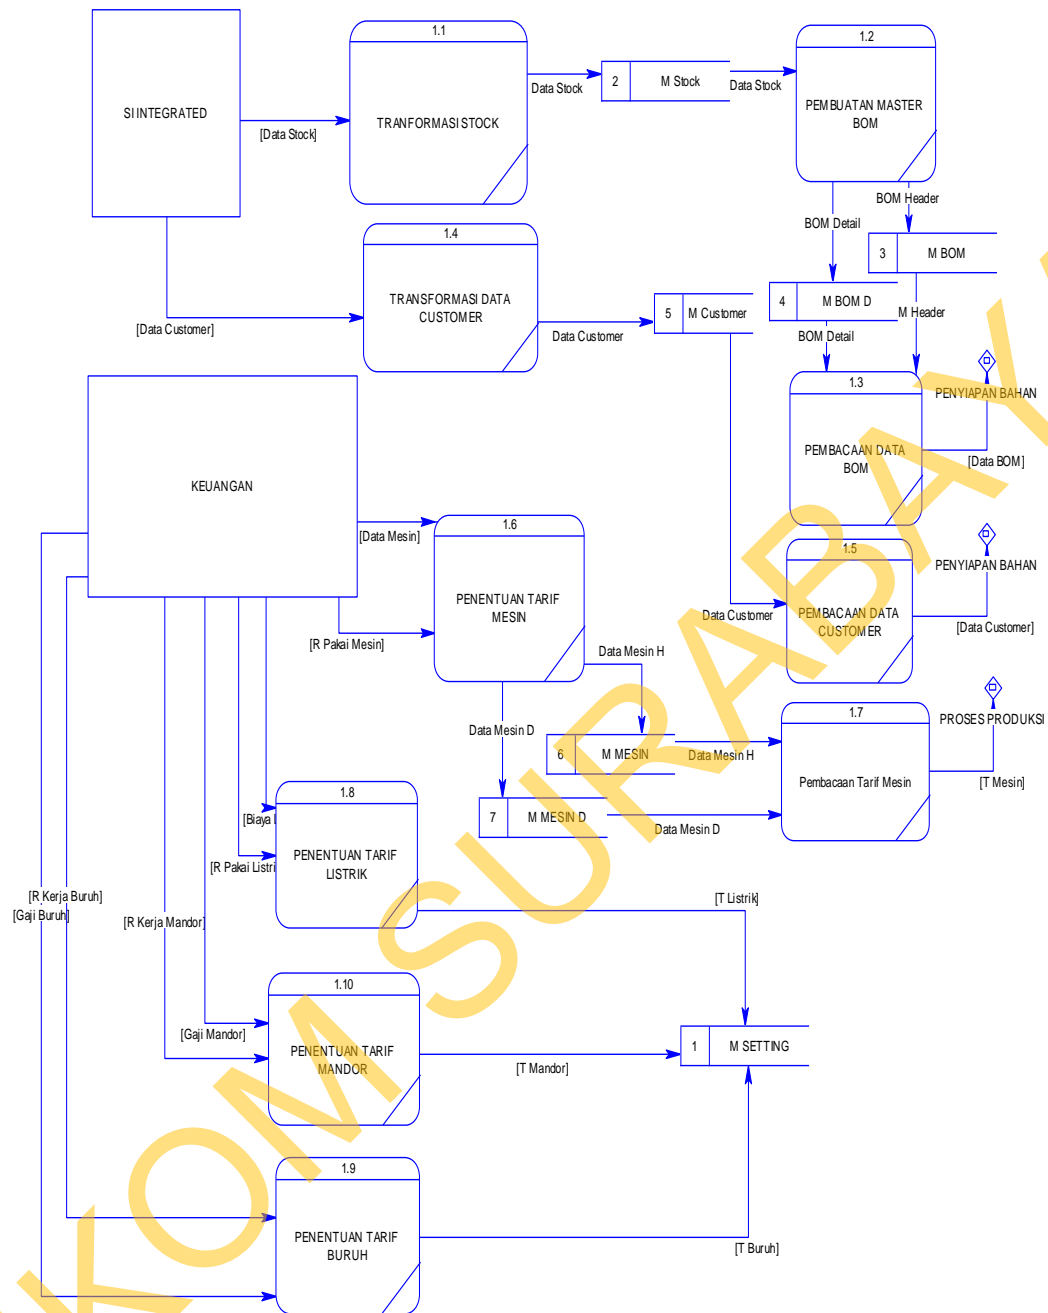 SI INTEGRATED
[Data Stock]
1.1
TRANFORMASI STOCK
Data Stock
2 M Stock
Data Stock
1.2
PEMBUATAN MASTER
BOM
BOM Header
BOM Detail
3 M BOM
4 M BOM D
M Header
BOM Detail
1.4
TRANSFORMASI DATA
CUSTOMER
[Data Customer]
Data Customer
5 M Customer
1.3
PEMBACAAN DATA
BOM
PENYIAPAN BAHAN
[Data BOM]
KEUANGAN
[Data Mesin]
1.6
PENENTUAN TARIF
MESIN
[R Pakai Mesin]
1.5
PEMBACAAN DATA
CUSTOMER
Data Customer
PENYIAPAN BAHAN
[Data Customer]
Data Mesin H
Data Mesin D
6 M MESIN
Data Mesin H
7 M MESIN D
Data Mesin D
1.7
Pembacaan Tarif Mesin
PROSES PRODUKSI
[T Mesin]
1.8
PENENTUAN TARIF
LISTRIK
[Biaya
[R Pakai Listri
[T Listrik]
[R Kerja Buruh]
[Gaji Buruh]
[R Kerja Mandor]
1.10
PENENTUAN TARIF
MANDOR
[Gaji Mandor]
[T Mandor]
1 M SETTING
1.9
PENENTUAN TARIF
BURUH
[T Buruh]
KOM SURABAYA